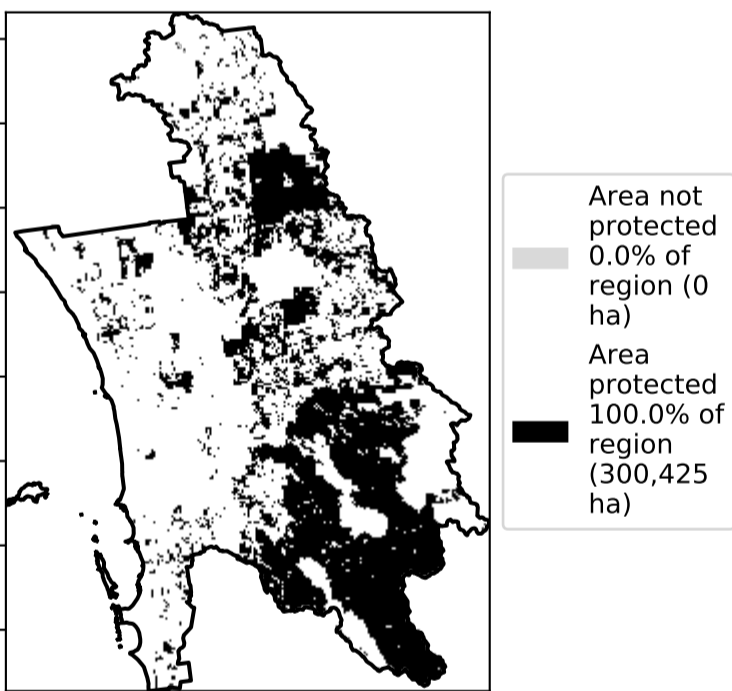 Area not
protected
0.0% of
region (0
ha)
Area
protected
100.0% of
region
(300,425
ha)